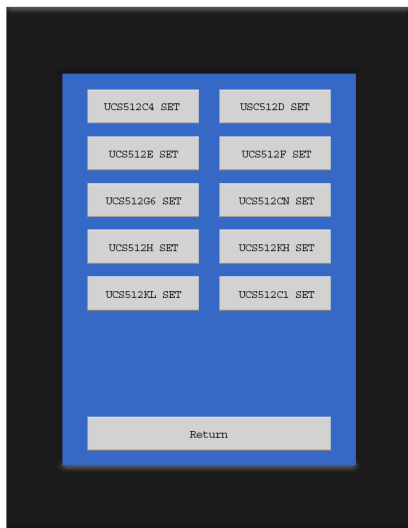 UCS512C4 SET USC512D SET
UCS512E SET UCS512F SET
UCS512G6 SET UCS512CN SET
UCS512H SET UCS512KH SET
UCS512KL SET UCS512C1 SET
Return